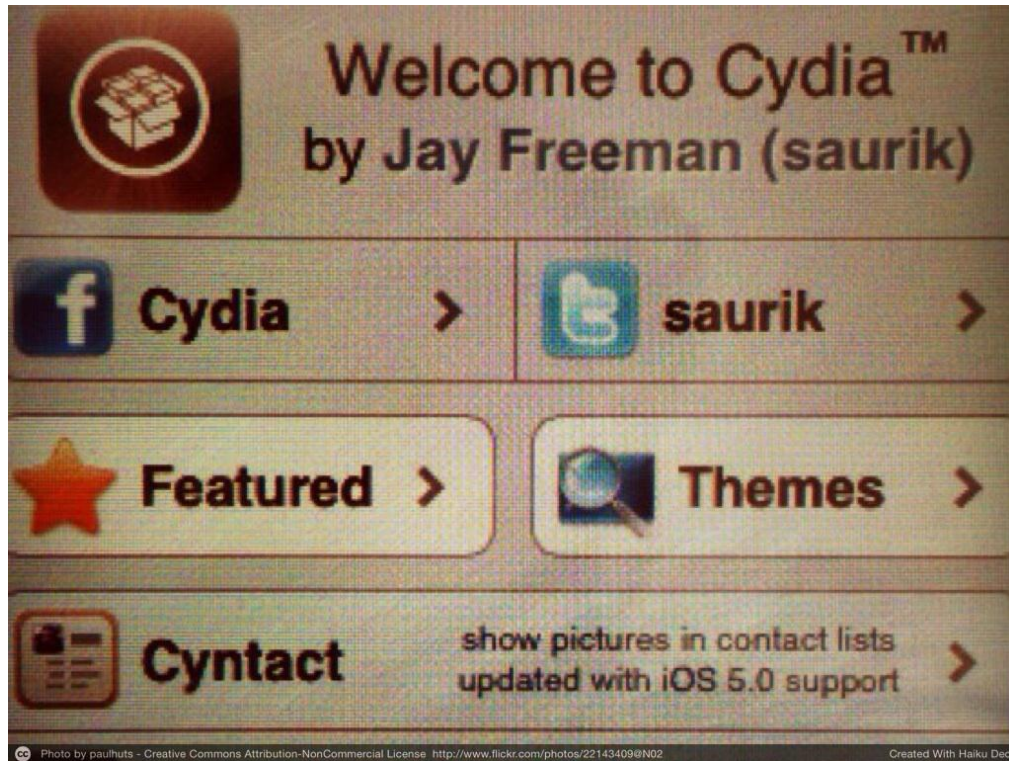 Welcome to Cydia™
by Jay Freeman (saurik)
f Cydia
t saurik
Featured
Themes
Cyntact
show pictures in contact lists
updated with iOS 5.0 support
cc Photo by paulhuts - Creative Commons Attribution-NonCommercial License http://www.flickr.com/photos/22143409@N02
Created With Haiku Dec